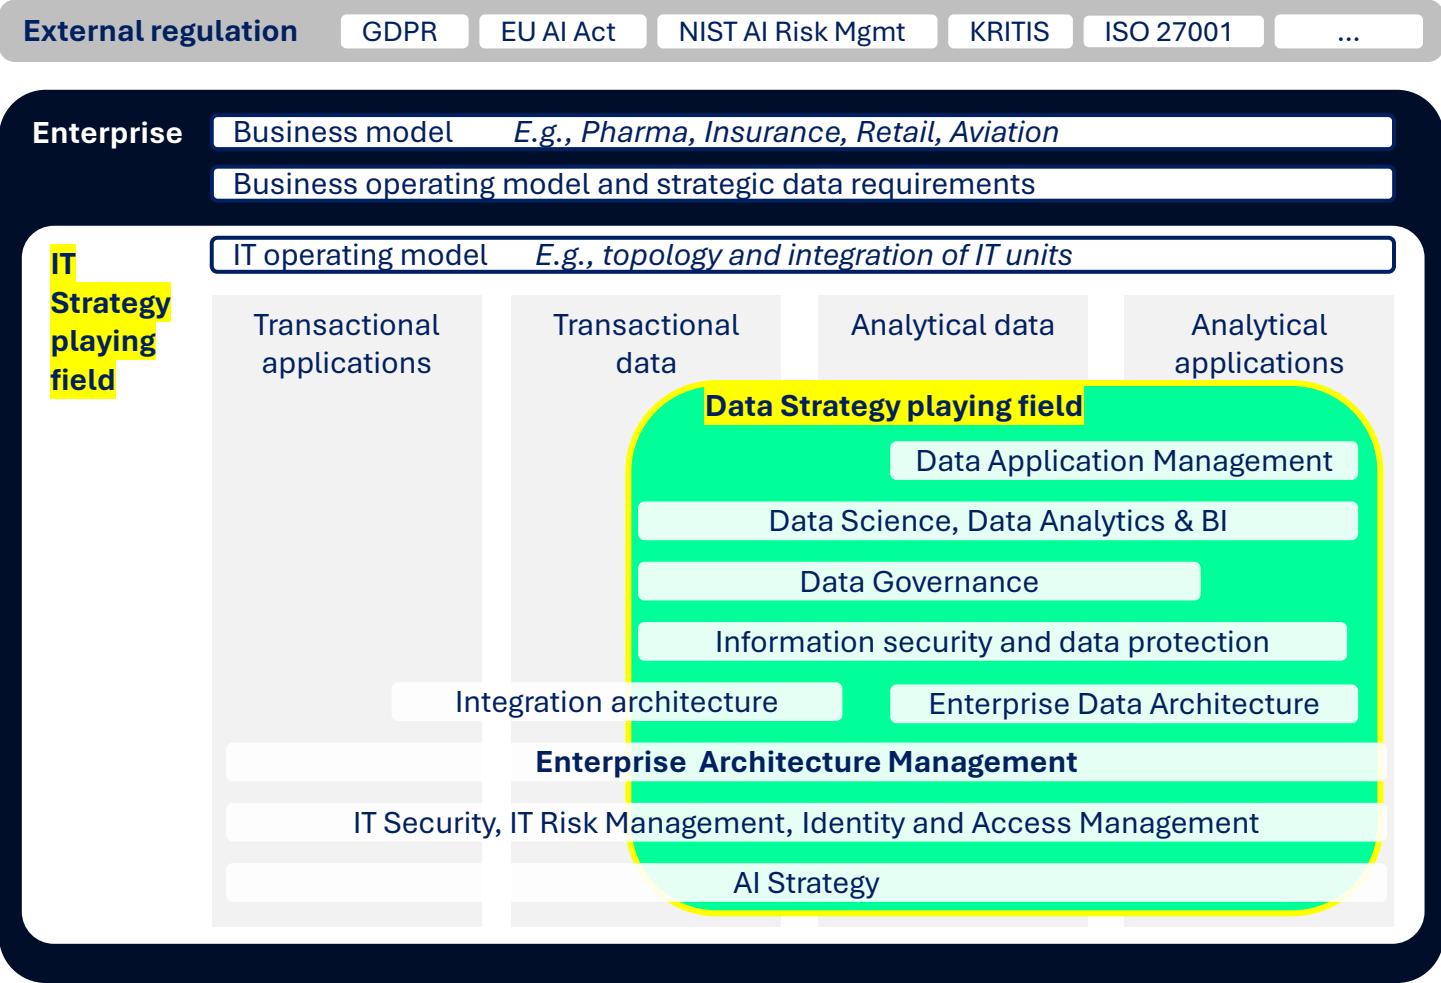 External regulation GDPR EU AI Act NIST AI Risk Mgmt KRITIS ISO 27001 ...
Enterprise Business model E.g., Pharma, Insurance, Retail, Aviation
Business operating model and strategic data requirements
IT
Strategy
playing
field
IT operating model E.g., topology and integration of IT units
Transactional
applications
Transactional
data
Analytical data
Analytical
applications
Data Strategy playing field
Data Application Management
Data Science, Data Analytics & BI
Data Governance
Information security and data protection
Integration architecture Enterprise Data Architecture
Enterprise Architecture Management
IT Security, IT Risk Management, Identity and Access Management
AI Strategy